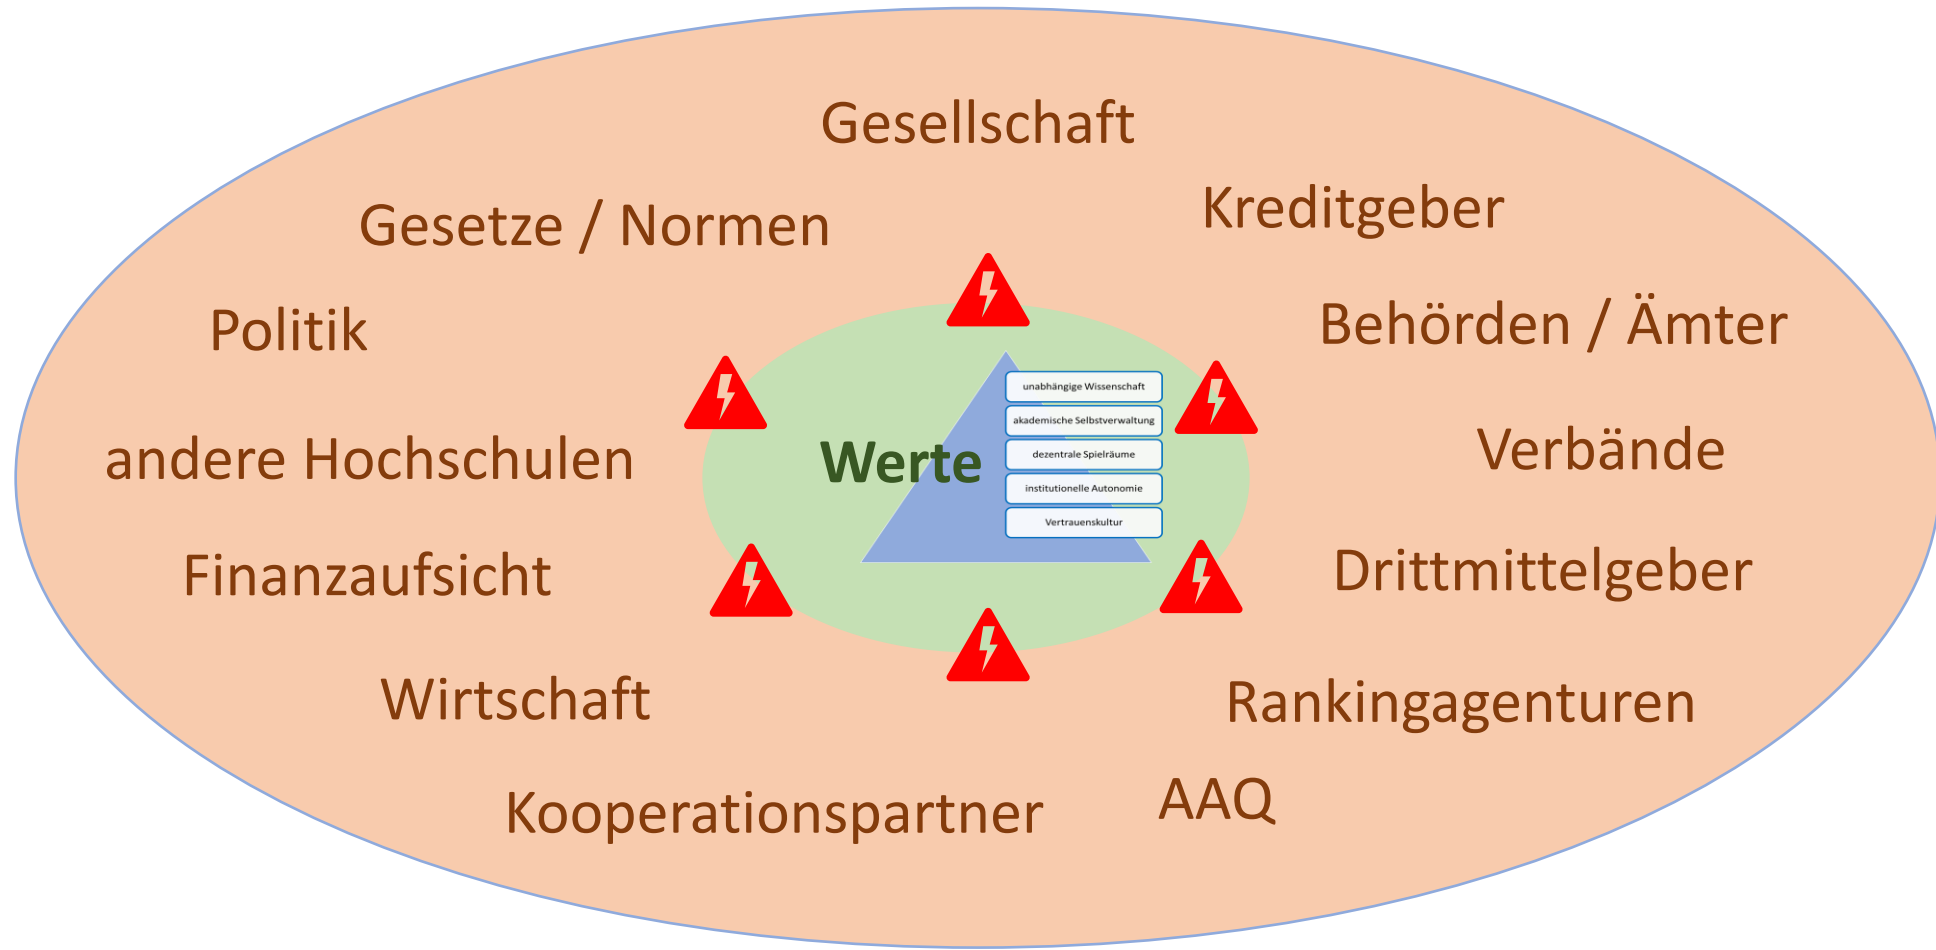 Gesellschaft
Kreditgeber
Gesetze / Normen
Behörden / Ämter
Politik
unabhängige Wissenschaft
akademische Selbstverwaltung
Verbände
andere Hochschulen
Werte
dezentrale Spielräume
institutionelle Autonomie
Vertrauenskultur
Finanzaufsicht
Drittmittelgeber
Wirtschaft
Rankingagenturen
Kooperationspartner
AAQ